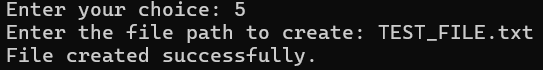 Enter your choice: 5
Enter the file path to create: TEST_FILE.txt
File created successfully.